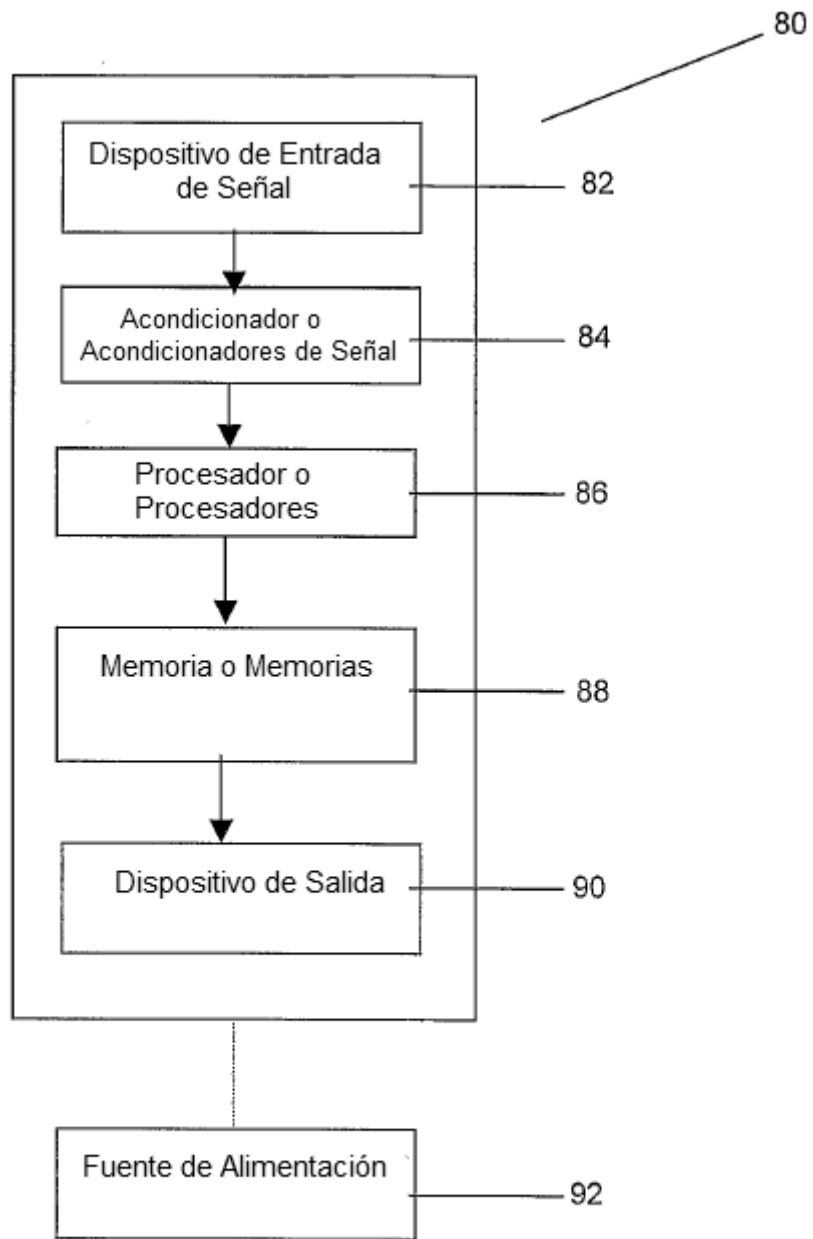 80
Dispositivo de Entrada
de Señal
82
Acondicionador o
Acondicionadores de Señal
84
Procesador o
Procesadores
86
Memoria o Memorias
88
Dispositivo de Salida
90
Fuente de Alimentación
92